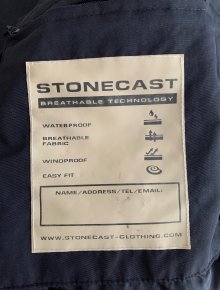 STONECAST
BREATHABLE TECHNOLOGY
WATERPROOF
BREATHABLE
FABRIC
WINDPROOF
EASY FIT
NAME/ADDRESS/TEL/EMAIL:
WWW.STONECAST-CLOTHING.COM